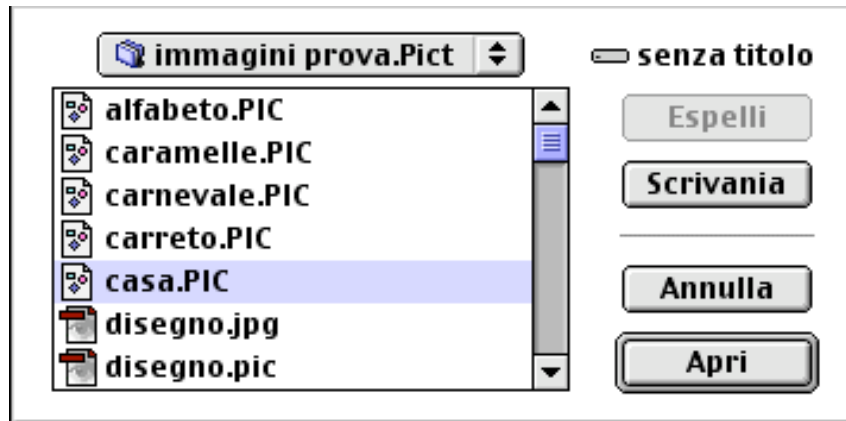 immagini prova.Pict
senza titolo
alfabeto.PIC
caramelle.PIC
carnevale.PIC
carreto.PIC
casa.PIC
disegno.jpg
disegno.pic
Espelli
Scrivania
Annulla
Apri